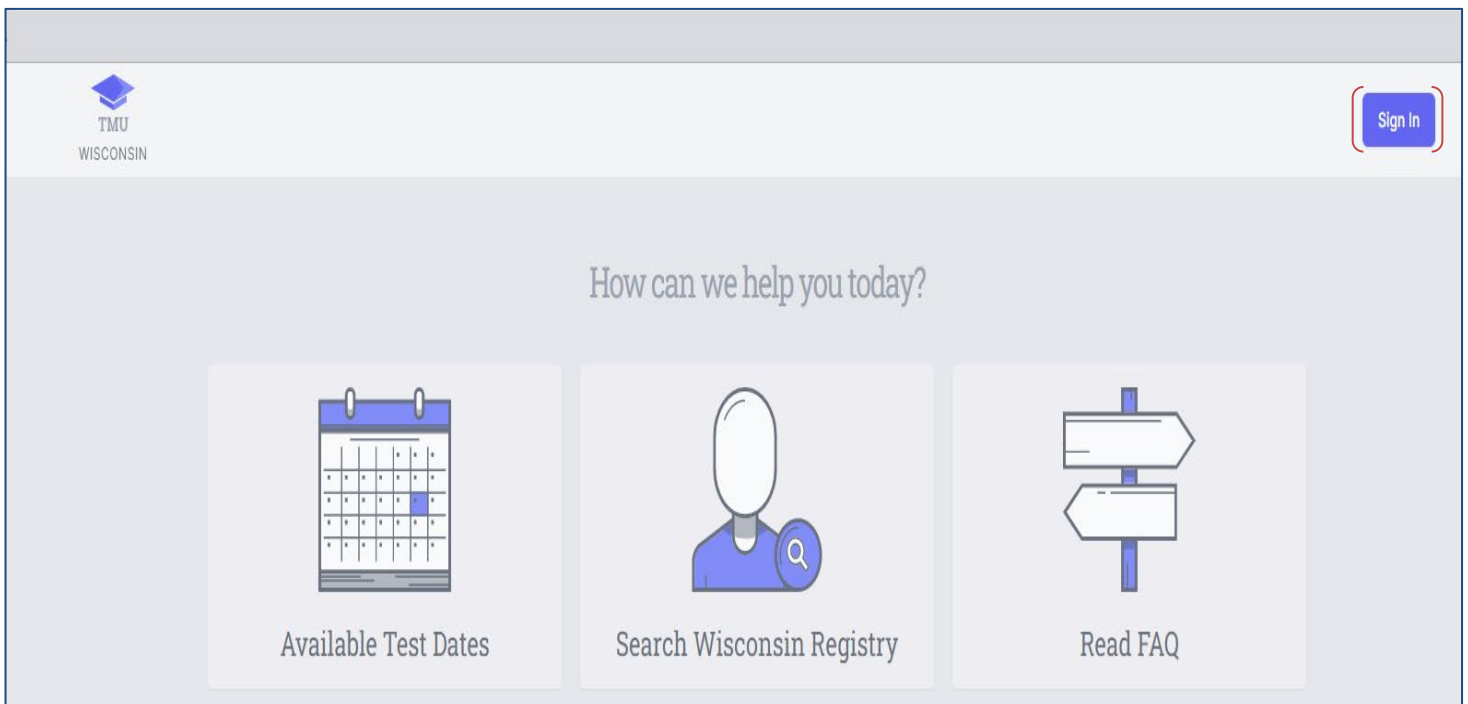 TMU
WISCONSIN
Sign In
How can we help you today?
Available Test Dates
Search Wisconsin Registry
Read FAQ